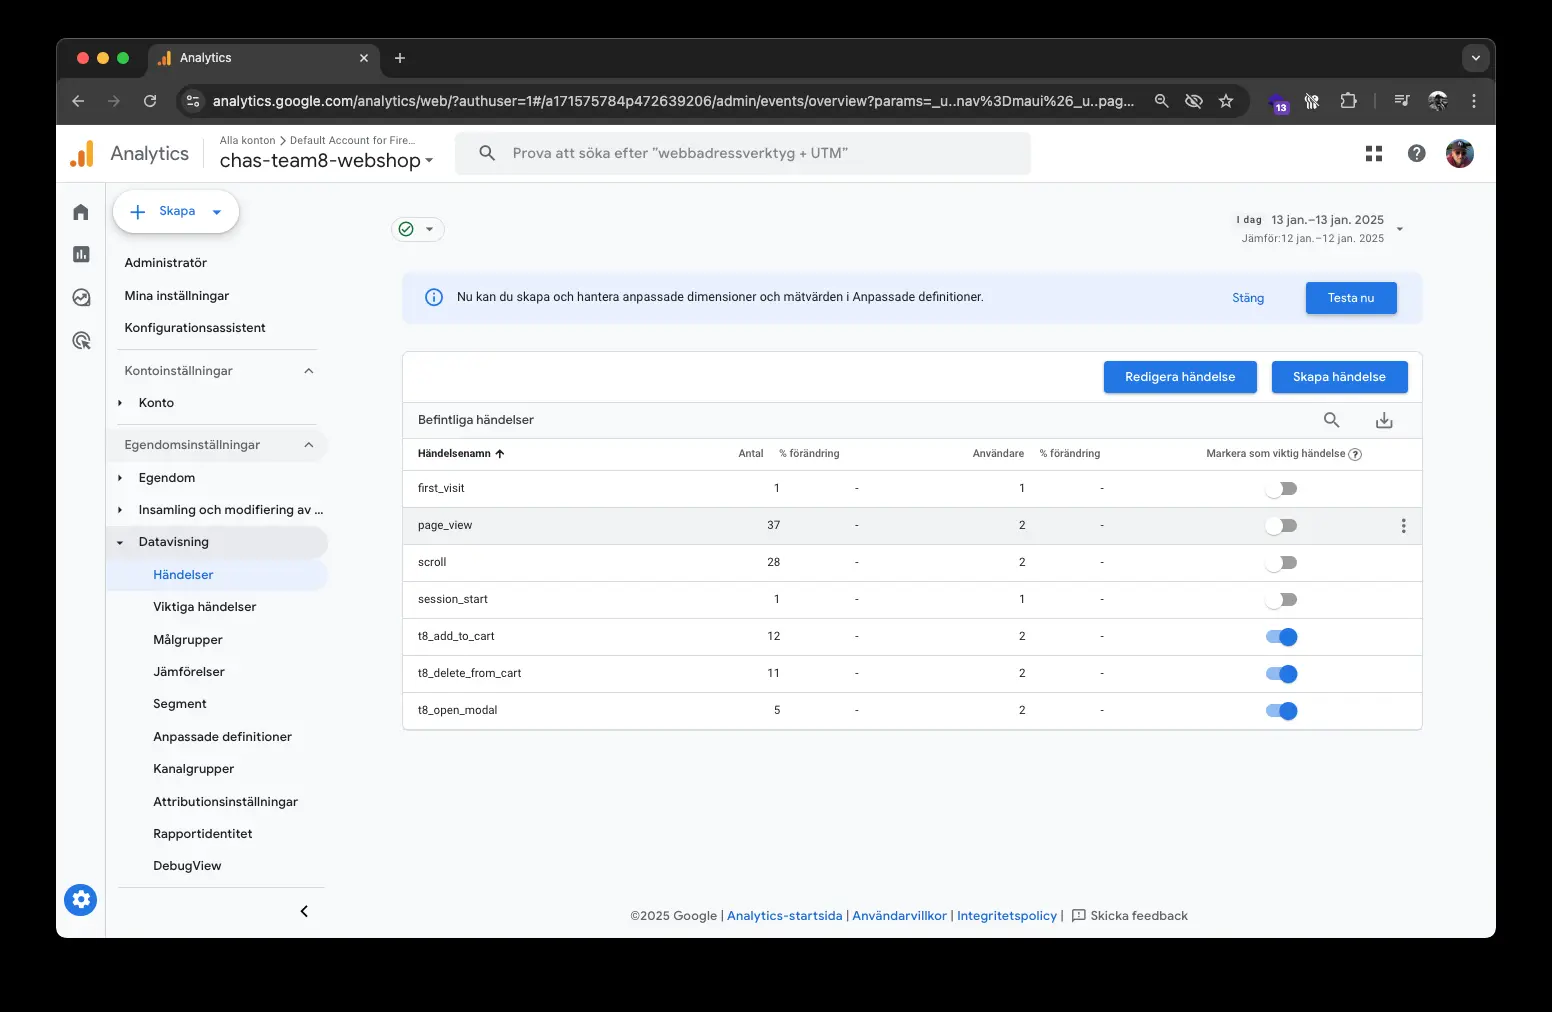 Analytics
analytics.google.com/analytics/web/?authuser=1#/a171575784p472639206/admin/events/overview?params=_u..nav%3Dmaui%26_u..pag...
13
Analytics
Alla konton > Default Account for Fire...
chas-team8-webshop
Prova att söka efter ”webbadressverktyg + UTM”
Skapa
I dag 13 jan.–13 jan. 2025
Jämför:12 jan.–12 jan. 2025
Administratör
Mina inställningar
Konfigurationsassistent
Kontoinställningar
Konto
Egendomsinställningar
Egendom
Insamling och modifiering av ...
Datavisning
Händelser
Viktiga händelser
Målgrupper
Jämförelser
Segment
Anpassade definitioner
Kanalgrupper
Attributionsinställningar
Rapportidentitet
DebugView
Nu kan du skapa och hantera anpassade dimensioner och mätvärden i Anpassade definitioner.
Stäng
Testa nu
Redigera händelse
Skapa händelse
Befintliga händelser
Händelsenamn Antal % förändring Användare % förändring Markera som viktig händelse
first_visit 1 - 1 -
page_view 37 - 2 -
scroll 28 - 2 -
session_start 1 - 1 -
t8_add_to_cart 12 - 2 -
t8_delete_from_cart 11 - 2 -
t8_open_modal 5 - 2 -
©2025 Google | Analytics-startsida | Användarvillkor | Integritetspolicy | Skicka feedback